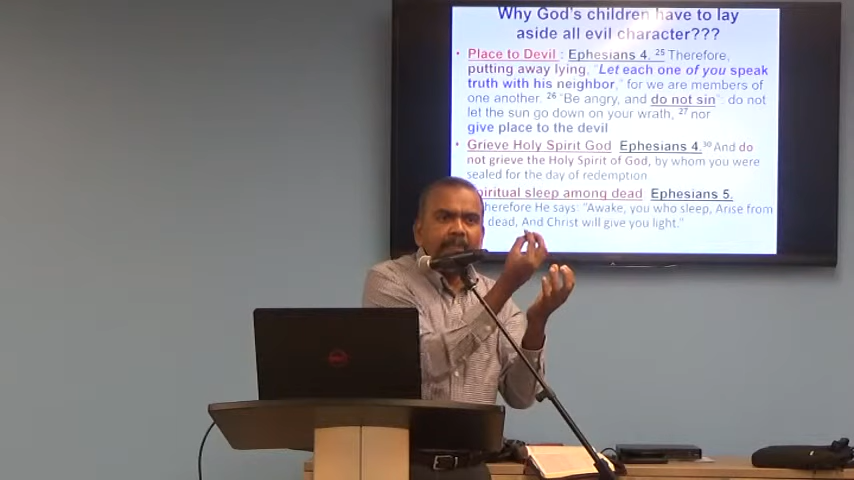 Why God's children have to lay
aside all evil character???
• Place to Devil : Ephesians 4. 25 Therefore,
putting away lying, "Let each one of you speak
truth with his neighbor," for we are members of
one another. 26 "Be angry, and do not sin": do not
let the sun go down on your wrath, 27 nor
give place to the devil
• Grieve Holy Spirit God Ephesians 4.30 And do
not grieve the Holy Spirit of God, by whom you were
sealed for the day of redemption
sleep among dead Ephesians 5.
He says: "Awake, you who sleep, Arise from
dead, And Christ will give you light."
DELL